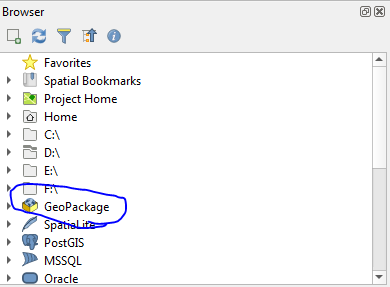 Browser
Favorites
Spatial Bookmarks
Project Home
Home
C:\
D:\
E:\
F:\
GeoPackage
SpatiaLite
PostGIS
MSSQL
Oracle